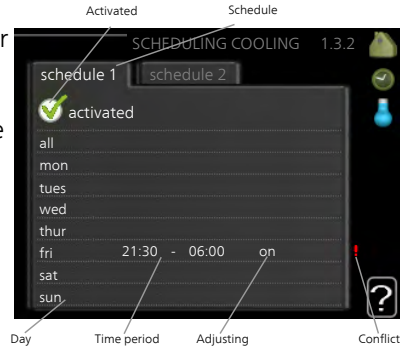 Activated Schedule
r
SCHEDULING COOLING 1.3.2
schedule 1 schedule 2
activated
e
all
mon
tues
wed
thur
fri 21:30 - 06:00 on !
sat
sun
?
Day Time period Adjusting Conflict